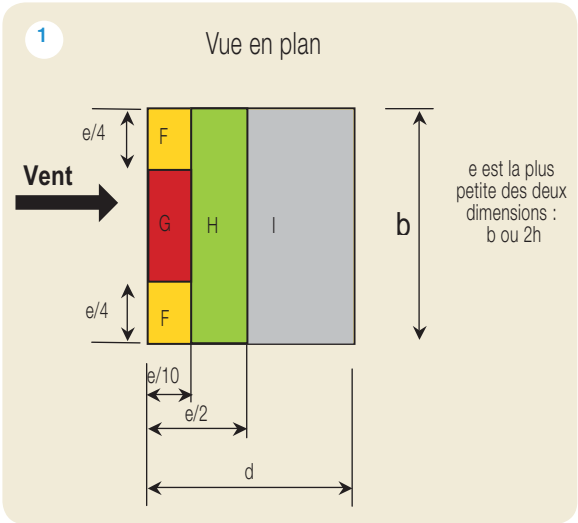 1
Vue en plan
e/4
F
Vent
G
H
I
b
e est la plus
petite des deux
dimensions :
b ou 2h
e/4
F
e/10
e/2
d